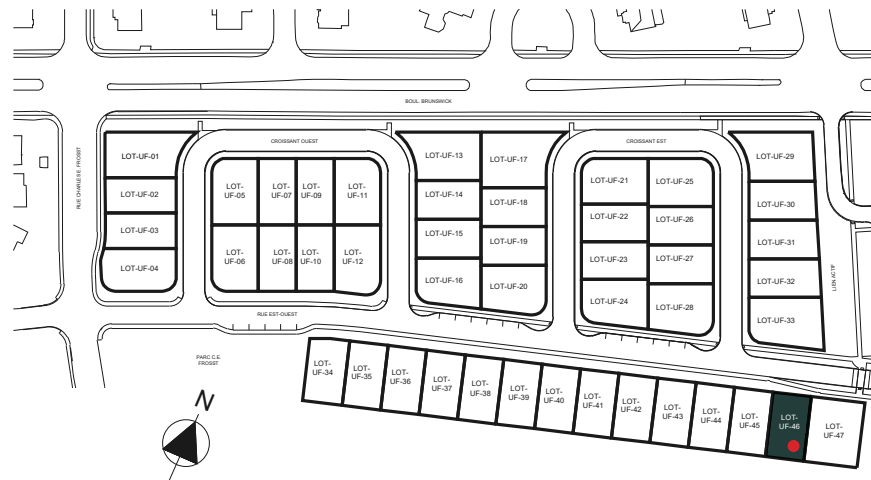 BOUL. BRUNSWICK
RUE CHARLES E. FROSST
CROISSANT OUEST
CROISSANT EST
LOT-UF-01
LOT-UF-02
LOT-UF-03
LOT-UF-04
LOT-
UF-05
LOT-
UF-07
LOT-
UF-09
LOT-
UF-11
LOT-
UF-06
LOT-
UF-08
LOT-
UF-10
LOT-
UF-12
LOT-UF-13
LOT-UF-14
LOT-UF-15
LOT-UF-16
LOT-UF-17
LOT-UF-18
LOT-UF-19
LOT-UF-20
LOT-UF-21
LOT-UF-22
LOT-UF-23
LOT-UF-24
LOT-UF-25
LOT-UF-26
LOT-UF-27
LOT-UF-28
LOT-UF-29
LOT-UF-30
LOT-UF-31
LOT-UF-32
LOT-UF-33
LIEN ACTIF
RUE EST-OUEST
PARC C.E.
FROSST
LOT-
UF-34
LOT-
UF-35
LOT-
UF-36
LOT-
UF-37
LOT-
UF-38
LOT-
UF-39
LOT-
UF-40
LOT-
UF-41
LOT-
UF-42
LOT-
UF-43
LOT-
UF-44
LOT-
UF-45
LOT-
UF-46
LOT-
UF-47
N